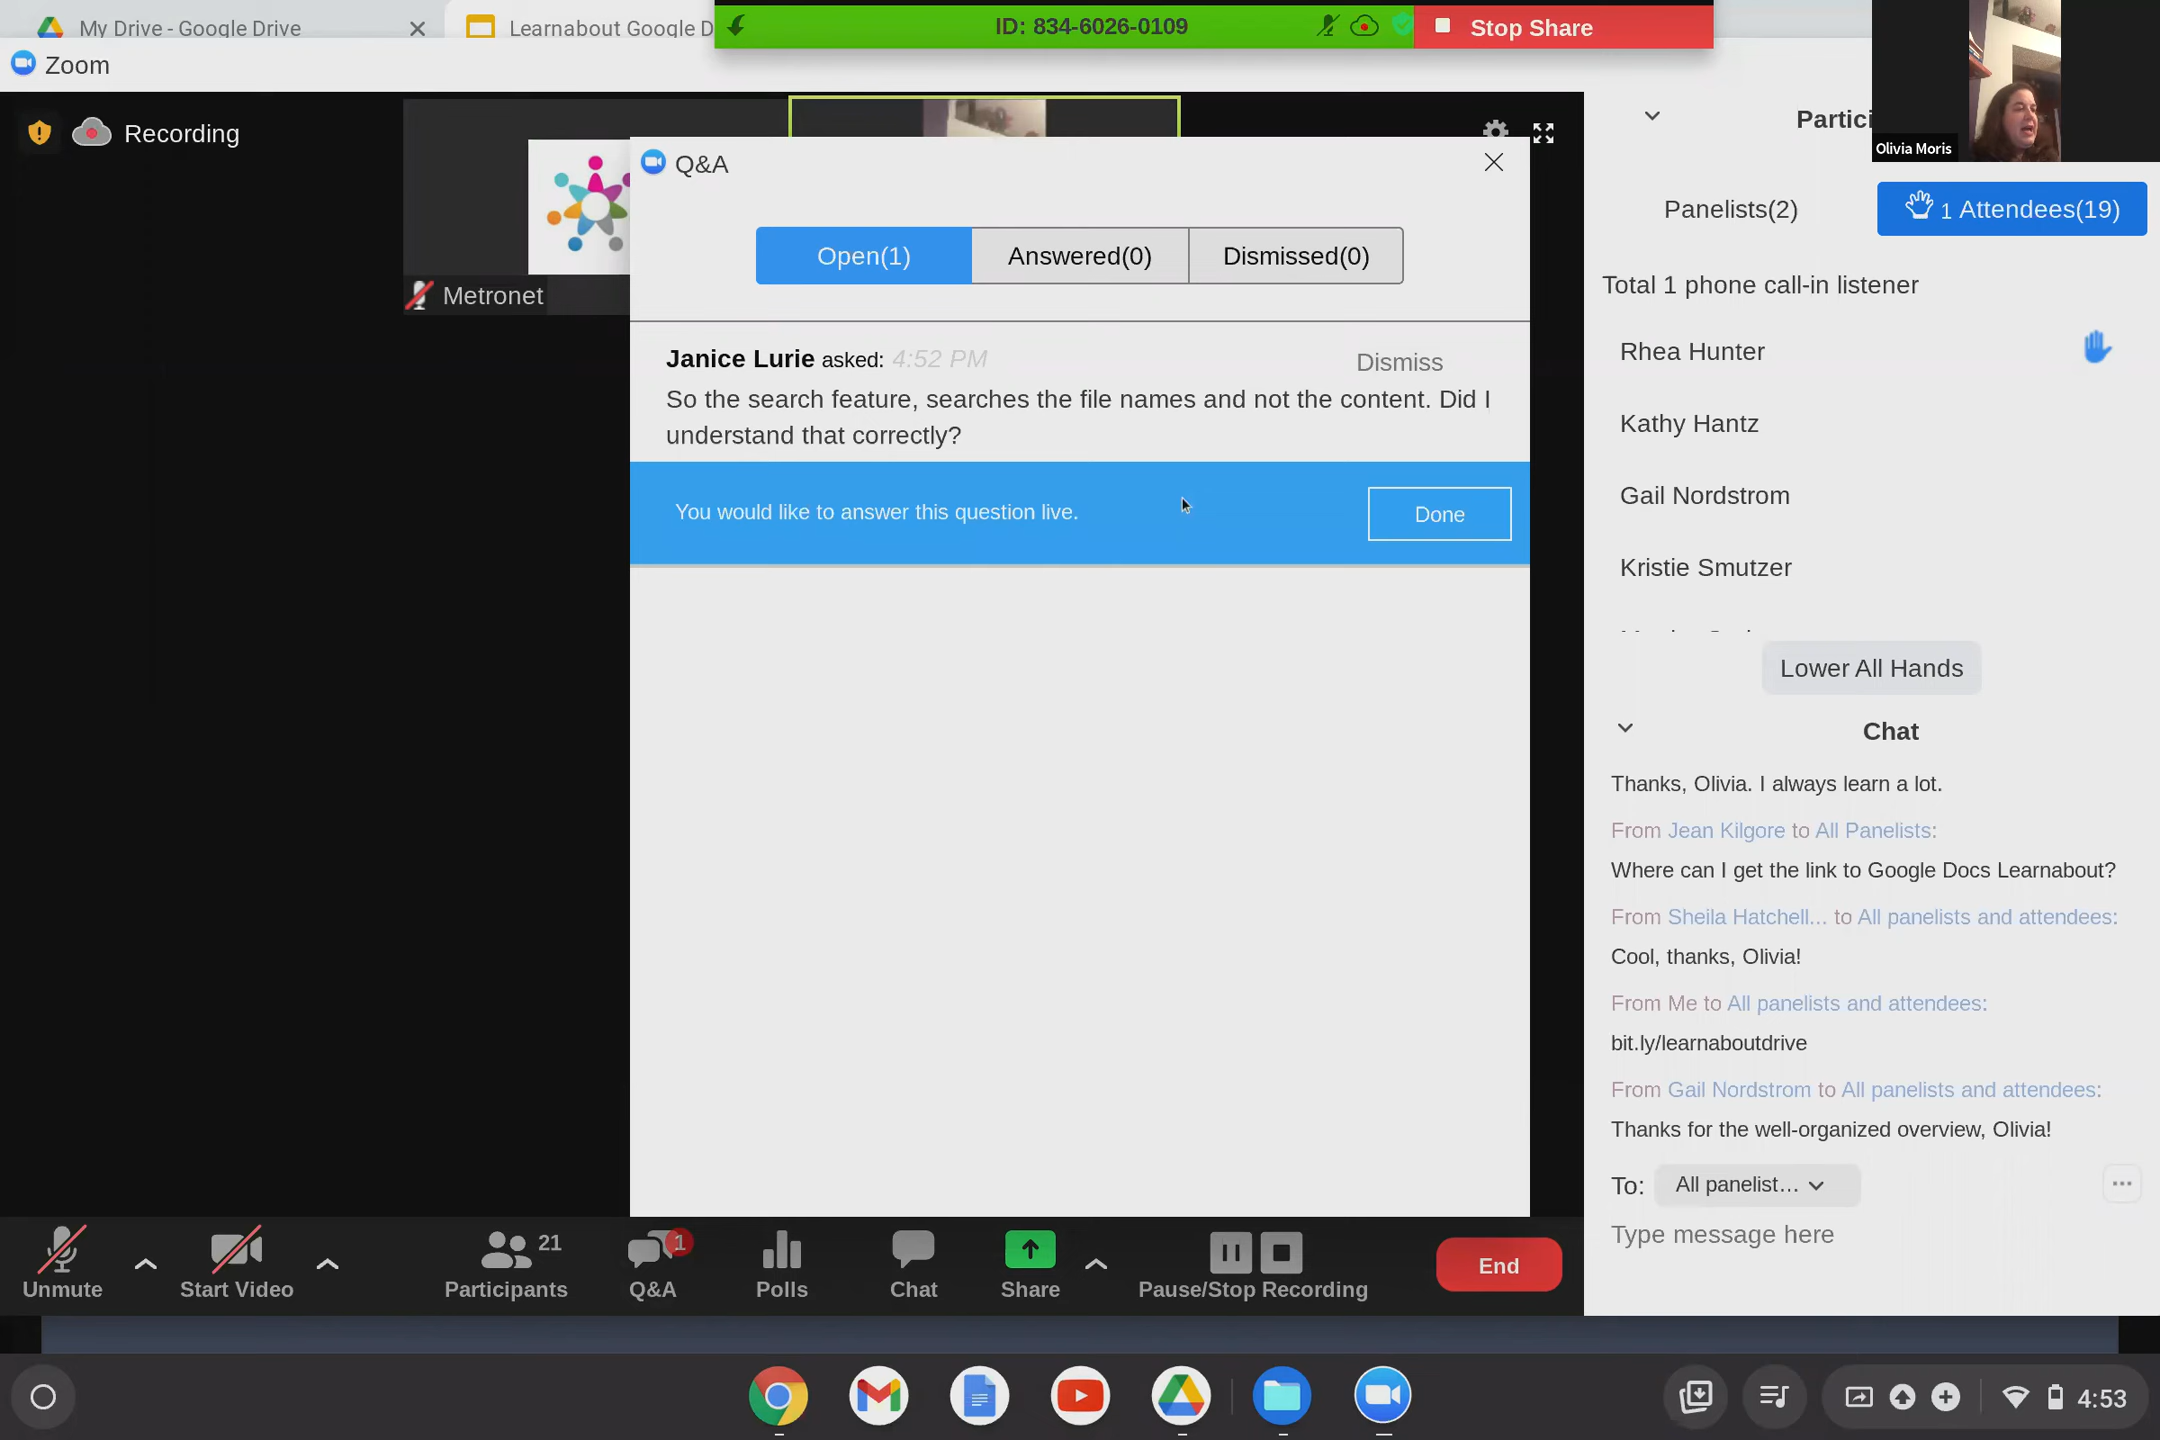 My Drive - Google Drive
Learnabout Google D
ID: 834-6026-0109
Stop Share
Zoom
Recording
Metronet
Q&A
Open(1)
Answered(0)
Dismissed(0)
Janice Lurie asked: 4:52 PM
Dismiss
So the search feature, searches the file names and not the content. Did I
understand that correctly?
You would like to answer this question live.
Done
Partici
Olivia Moris
Panelists(2)
1 Attendees(19)
Total 1 phone call-in listener
Rhea Hunter
Kathy Hantz
Gail Nordstrom
Kristie Smutzer
Lower All Hands
Chat
Thanks, Olivia. I always learn a lot.
From Jean Kilgore to All Panelists:
Where can I get the link to Google Docs Learnabout?
From Sheila Hatchell... to All panelists and attendees:
Cool, thanks, Olivia!
From Me to All panelists and attendees:
bit.ly/learnaboutdrive
From Gail Nordstrom to All panelists and attendees:
Thanks for the well-organized overview, Olivia!
To: All panelist...
Type message here
Unmute
Start Video
21
Participants
1
Q&A
Polls
Chat
Share
Pause/Stop Recording
End
4:53